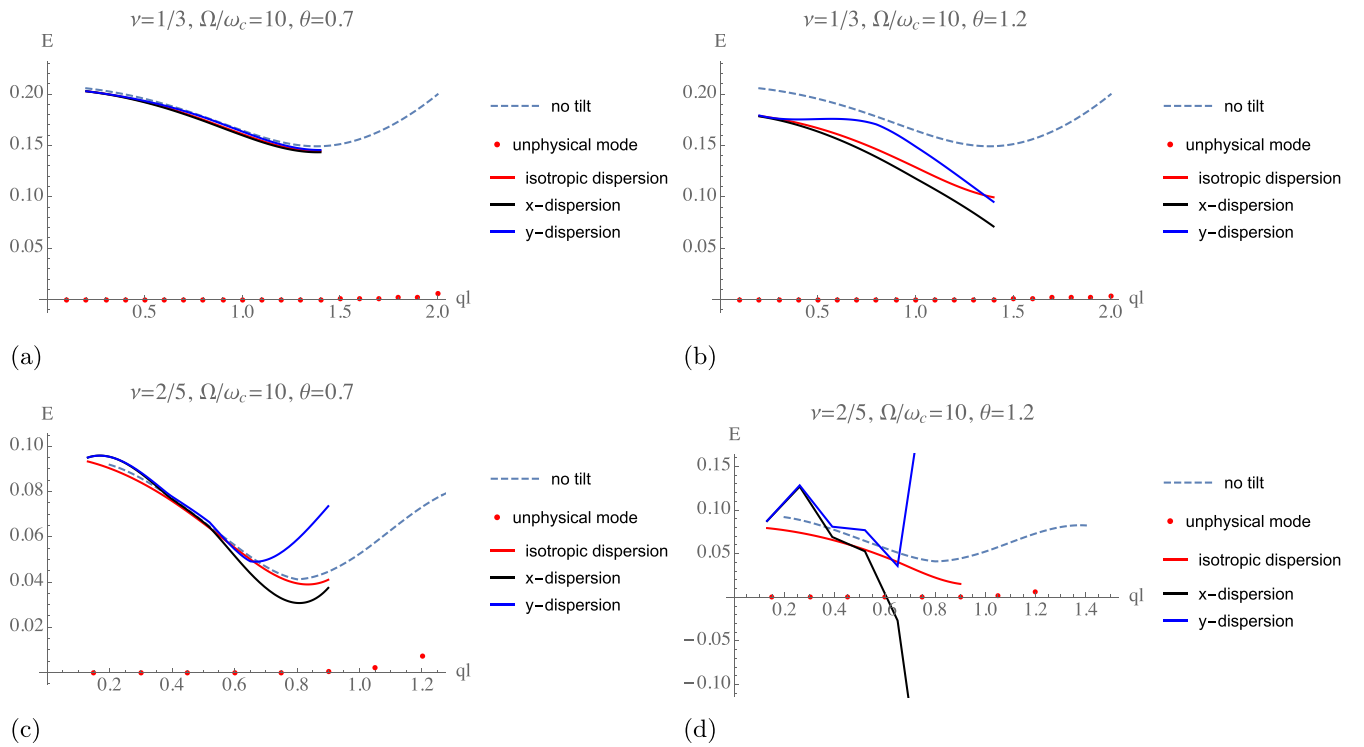 ν=1/3, Ω/ω_c=10, θ=0.7
E
0.20
0.15
0.10
0.05
0.5
1.0
1.5
2.0
ql
no tilt
unphysical mode
isotropic dispersion
x-dispersion
y-dispersion
(a)
ν=1/3, Ω/ω_c=10, θ=1.2
E
0.20
0.15
0.10
0.05
0.5
1.0
1.5
2.0
ql
no tilt
unphysical mode
isotropic dispersion
x-dispersion
y-dispersion
(b)
ν=2/5, Ω/ω_c=10, θ=0.7
E
0.10
0.08
0.06
0.04
0.02
0.2
0.4
0.6
0.8
1.0
1.2
ql
no tilt
unphysical mode
isotropic dispersion
x-dispersion
y-dispersion
(c)
ν=2/5, Ω/ω_c=10, θ=1.2
E
0.15
0.10
0.05
-0.05
-0.10
0.2
0.4
0.6
0.8
1.0
1.2
1.4
ql
no tilt
unphysical mode
isotropic dispersion
x-dispersion
y-dispersion
(d)